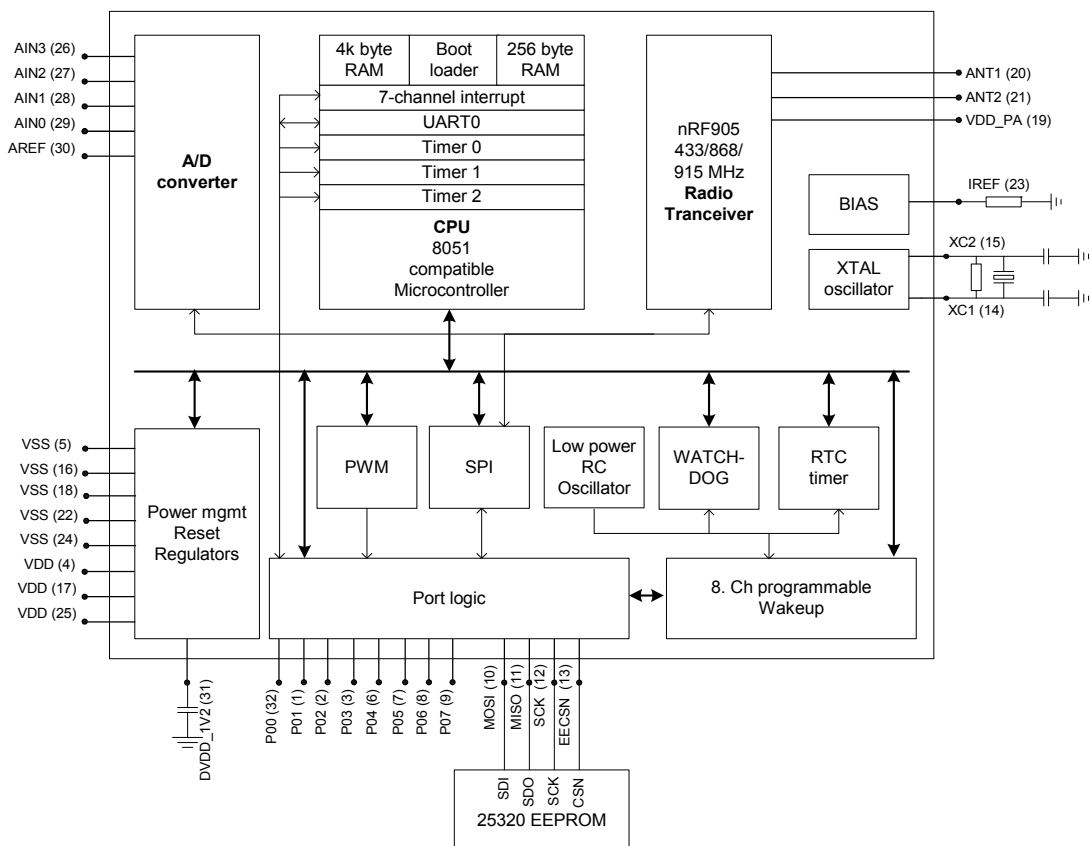 AIN3 (26)
AIN2 (27)
AIN1 (28)
AIN0 (29)
AREF (30)
A/D
converter
4k byte
RAM
Boot
loader
256 byte
RAM
7-channel interrupt
UART0
Timer 0
Timer 1
Timer 2
CPU
8051
compatible
Microcontroller
nRF905
433/868/
915 MHz
Radio
Tranceiver
ANT1 (20)
ANT2 (21)
VDD_PA (19)
BIAS
IREF (23)
XTAL
oscillator
XC2 (15)
XC1 (14)
VSS (5)
VSS (16)
VSS (18)
VSS (22)
VSS (24)
VDD (4)
VDD (17)
VDD (25)
Power mgmt
Reset
Regulators
PWM
SPI
Low power
RC
Oscillator
WATCH-
DOG
RTC
timer
Port logic
8. Ch programmable
Wakeup
DVDD_1V2 (31)
P00 (32)
P01 (1)
P02 (2)
P03 (3)
P04 (6)
P05 (7)
P06 (8)
P07 (9)
MOSI (10)
MISO (11)
SCK (12)
EECSN (13)
SDI
SDO
SCK
CSN
25320 EEPROM